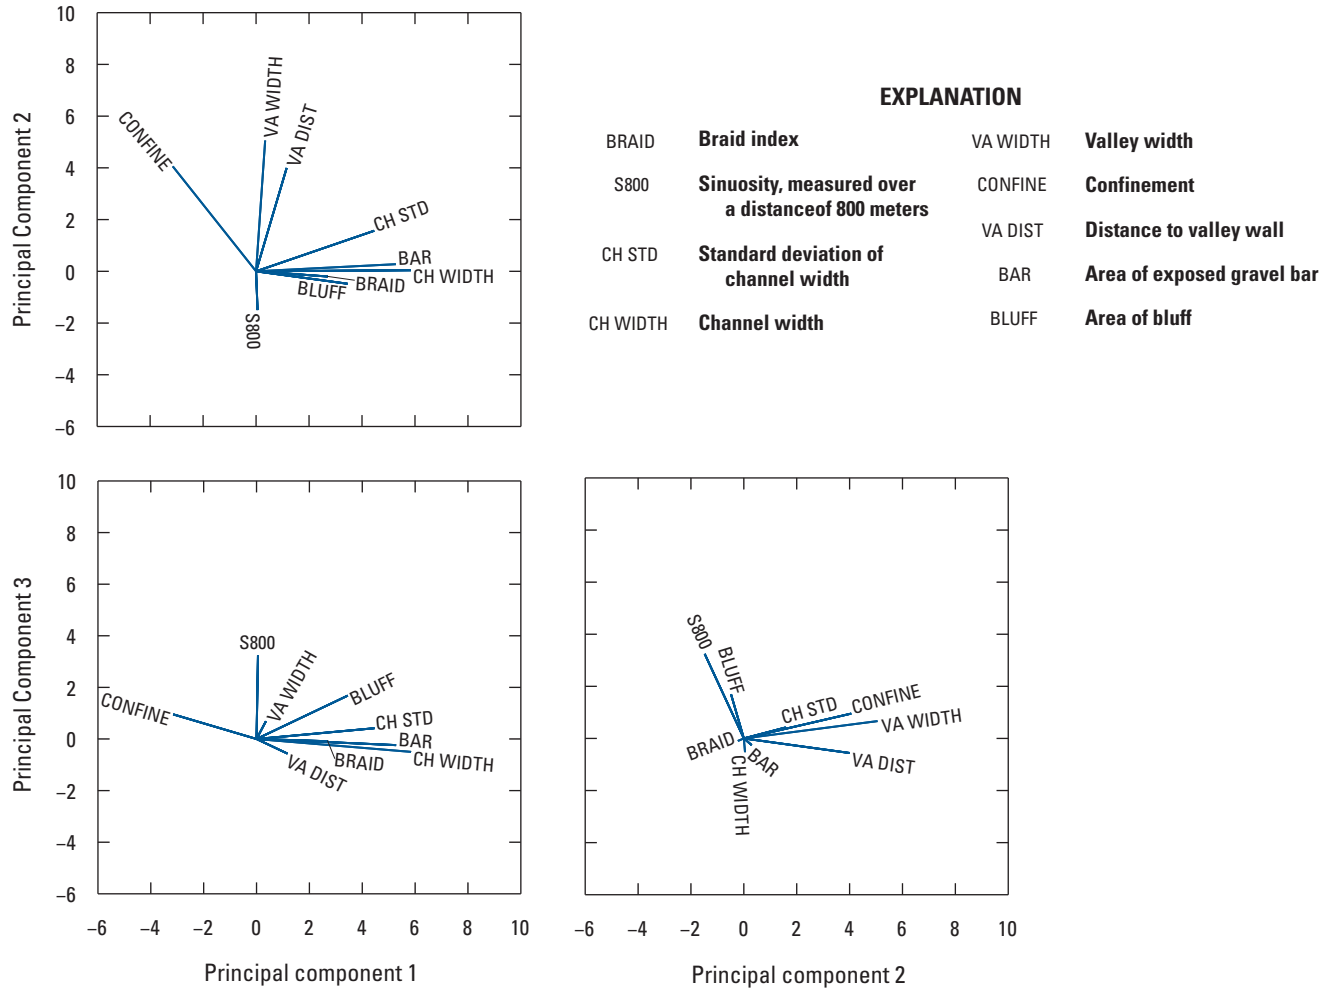 10
8
6
4
2
0
−2
−4
−6
Principal Component 2
CONFINE
VA WIDTH
VA DIST
CH STD
BAR
CH WIDTH
BRAID
BLUFF
S800
EXPLANATION
BRAID Braid index
S800 Sinuosity, measured over
a distanceof 800 meters
CH STD Standard deviation of
channel width
CH WIDTH Channel width
VA WIDTH Valley width
CONFINE Confinement
VA DIST Distance to valley wall
BAR Area of exposed gravel bar
BLUFF Area of bluff
10
8
6
4
2
0
−2
−4
−6
Principal Component 3
S800
VA WIDTH
BLUFF
CONFINE
CH STD
BAR
CH WIDTH
BRAID
VA DIST
−6 −4 −2 0 2 4 6 8 10
Principal component 1
S800
BLUFF
CH STD
CONFINE
VA WIDTH
BRAID
BAR
VA DIST
CH WIDTH
−6 −4 −2 0 2 4 6 8 10
Principal component 2